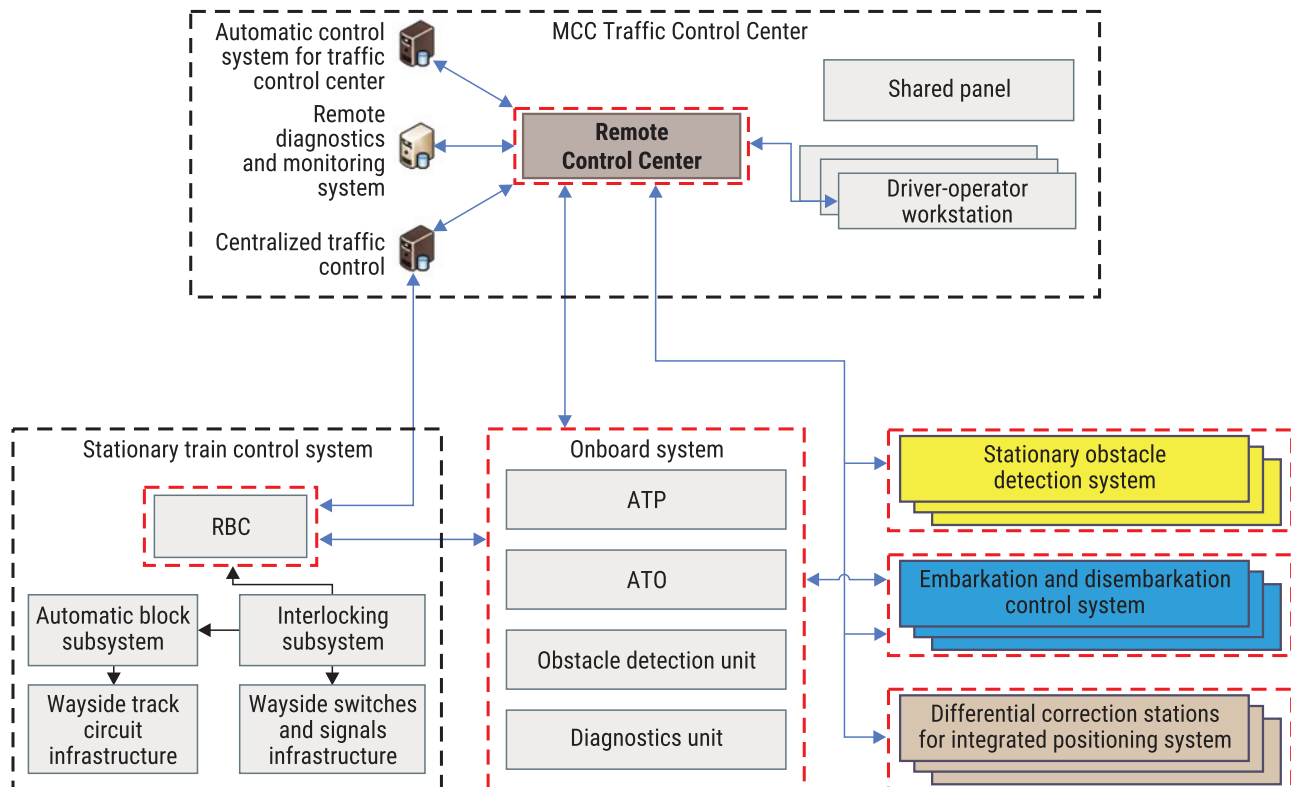 MCC Traffic Control Center
Automatic control
system for traffic
control center
Remote
diagnostics
and monitoring
system
Centralized traffic
control
Remote
Control Center
Shared panel
Driver-operator
workstation
Stationary train control system
RBC
Automatic block
subsystem
Interlocking
subsystem
Wayside track
circuit
infrastructure
Wayside switches
and signals
infrastructure
Onboard system
ATP
ATO
Obstacle detection unit
Diagnostics unit
Stationary obstacle
detection system
Embarkation and disembarkation
control system
Differential correction stations
for integrated positioning system